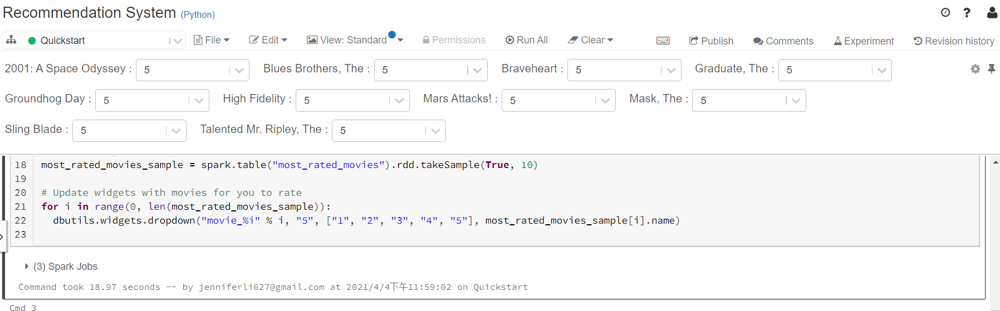 Recommendation System (Python)
Quickstart File Edit View: Standard Permissions Run All Clear Publish Comments Experiment Revision history
2001: A Space Odyssey : 5 Blues Brothers, The : 5 Braveheart : 5 Graduate, The : 5
Groundhog Day : 5 High Fidelity : 5 Mars Attacks! : 5 Mask, The : 5
Sling Blade : 5 Talented Mr. Ripley, The : 5
18 most_rated_movies_sample = spark.table("most_rated_movies").rdd.takeSample(True, 10)
19
20 # Update widgets with movies for you to rate
21 for i in range(0, len(most_rated_movies_sample)):
22 dbutils.widgets.dropdown("movie_%i" % i, "5", ["1", "2", "3", "4", "5"], most_rated_movies_sample[i].name)
23
(3) Spark Jobs
Command took 18.97 seconds -- by jenniferli627@gmail.com at 2021/4/4下午11:59:02 on Quickstart
Cmd 3